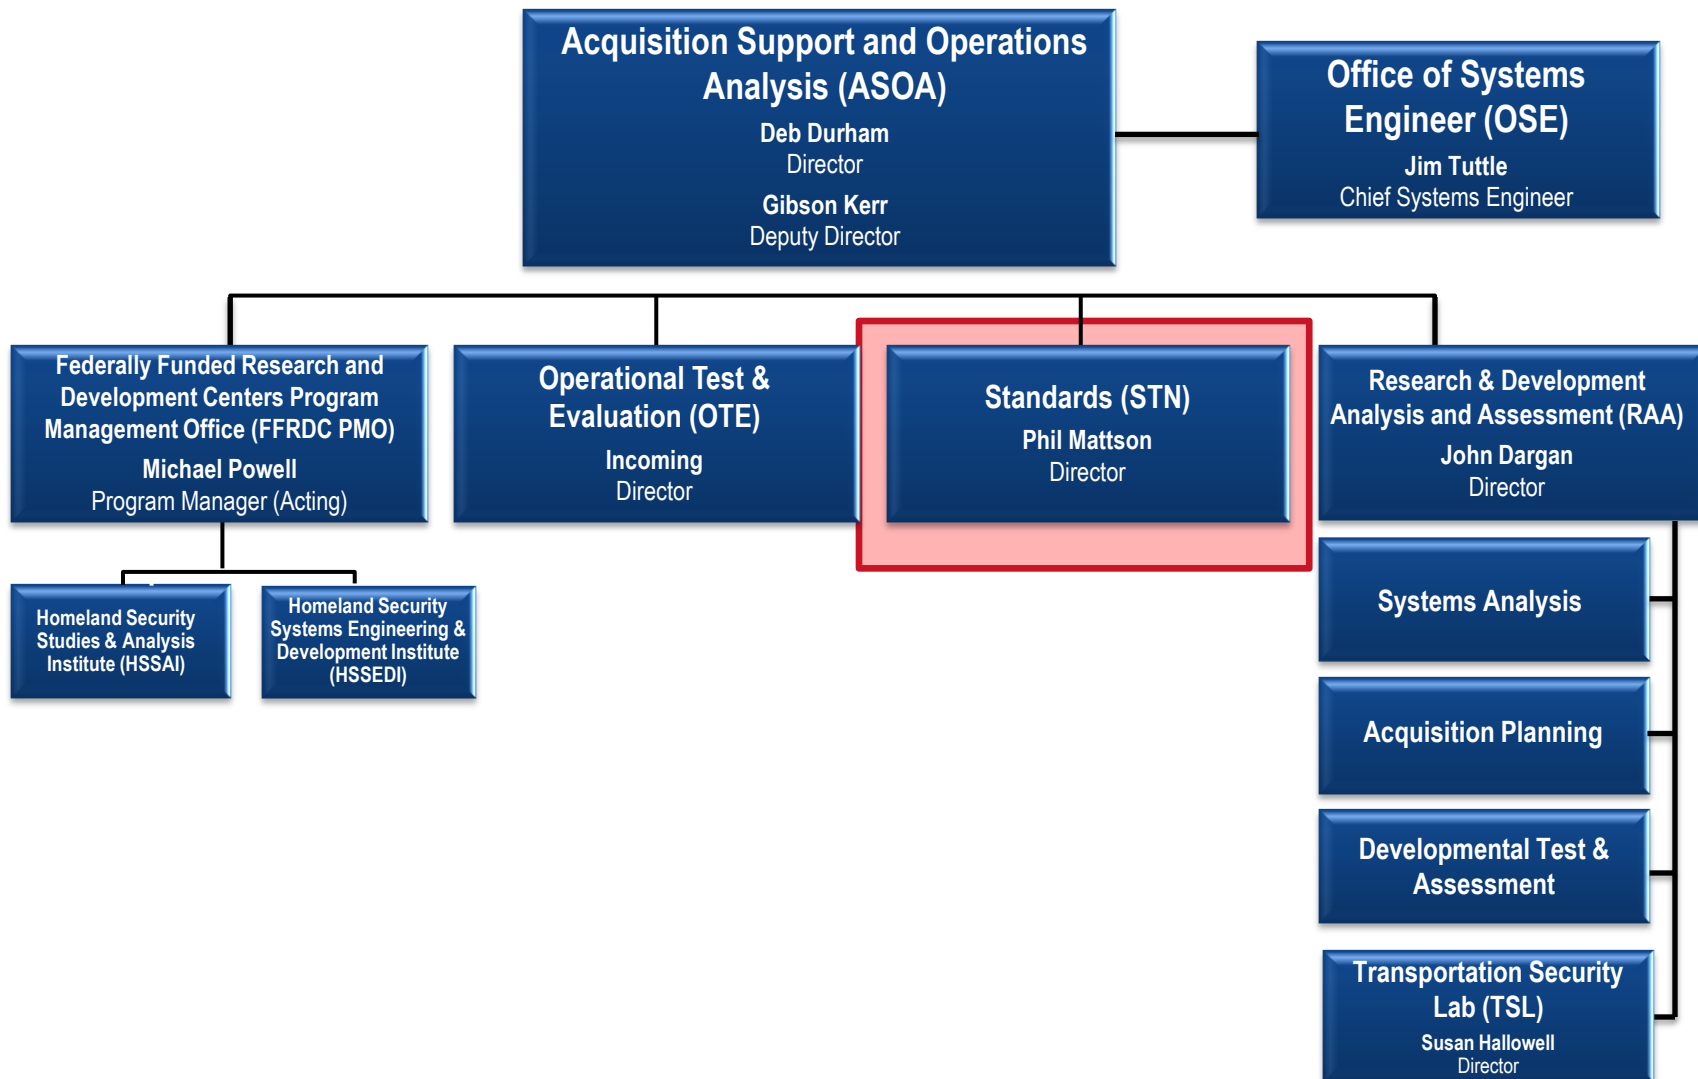 Acquisition Support and Operations
Analysis (ASOA)
Deb Durham
Director
Gibson Kerr
Deputy Director
Office of Systems
Engineer (OSE)
Jim Tuttle
Chief Systems Engineer
Federally Funded Research and
Development Centers Program
Management Office (FFRDC PMO)
Michael Powell
Program Manager (Acting)
Operational Test &
Evaluation (OTE)
Incoming
Director
Standards (STN)
Phil Mattson
Director
Research & Development
Analysis and Assessment (RAA)
John Dargan
Director
Homeland Security
Studies & Analysis
Institute (HSSAI)
Homeland Security
Systems Engineering &
Development Institute
(HSSEDI)
Systems Analysis
Acquisition Planning
Developmental Test &
Assessment
Transportation Security
Lab (TSL)
Susan Hallowell
Director